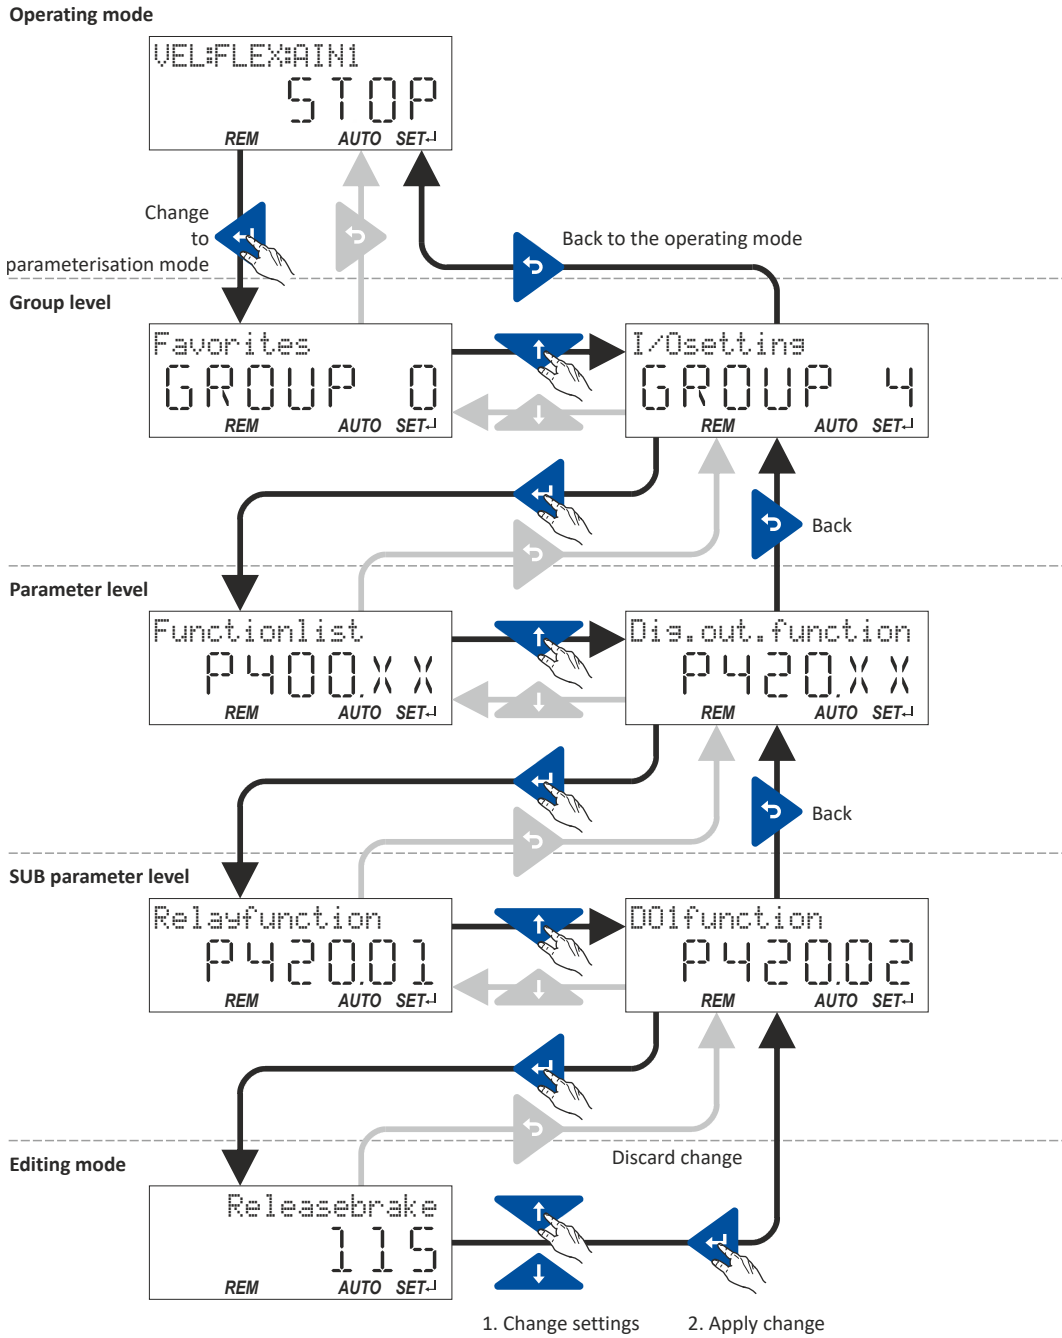 Operating mode
VEL:FLEX:AIN1
STOP
REM AUTO SET↵
Change
to
parameterisation mode
Back to the operating mode
Group level
Favorites
GROUP 0
REM AUTO SET↵
I/Osetting
GROUP 4
REM AUTO SET↵
Back
Parameter level
Functionlist
P400.XX
REM AUTO SET↵
Dig.out.function
P420.XX
REM AUTO SET↵
Back
SUB parameter level
Relayfunction
P420.01
REM AUTO SET↵
DO1function
P420.02
REM AUTO SET↵
Discard change
Editing mode
Releasebrake
115
REM AUTO SET↵
1. Change settings
2. Apply change